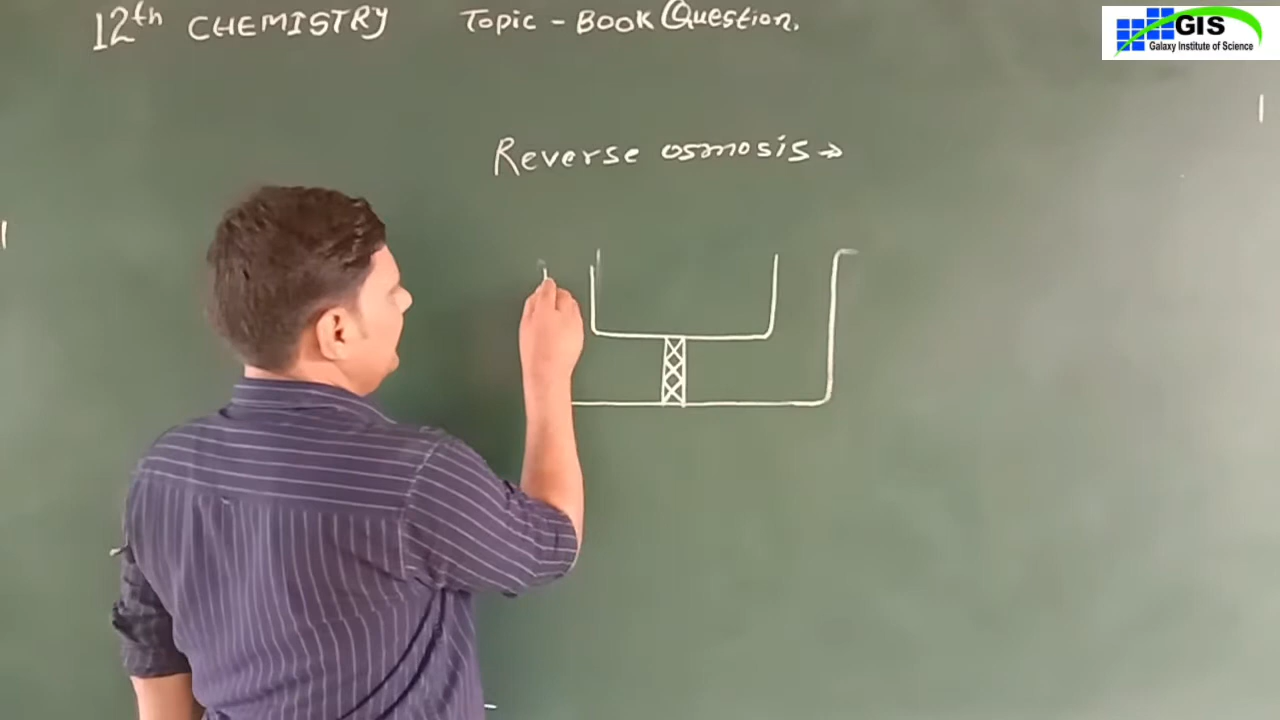 12th CHEMISTRY Topic - BOOK Question.
GIS
Galaxy Institute of Science
Reverse osmosis →